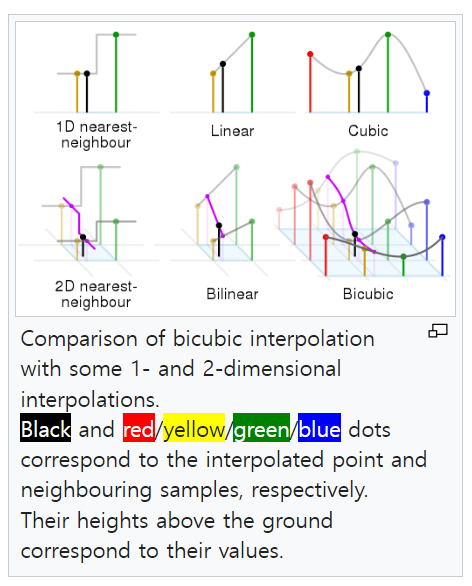 1D nearest-
neighbour
Linear
Cubic
2D nearest-
neighbour
Bilinear
Bicubic
Comparison of bicubic interpolation
with some 1- and 2-dimensional
interpolations.
Black and red/yellow/green/blue dots
correspond to the interpolated point and
neighbouring samples, respectively.
Their heights above the ground
correspond to their values.